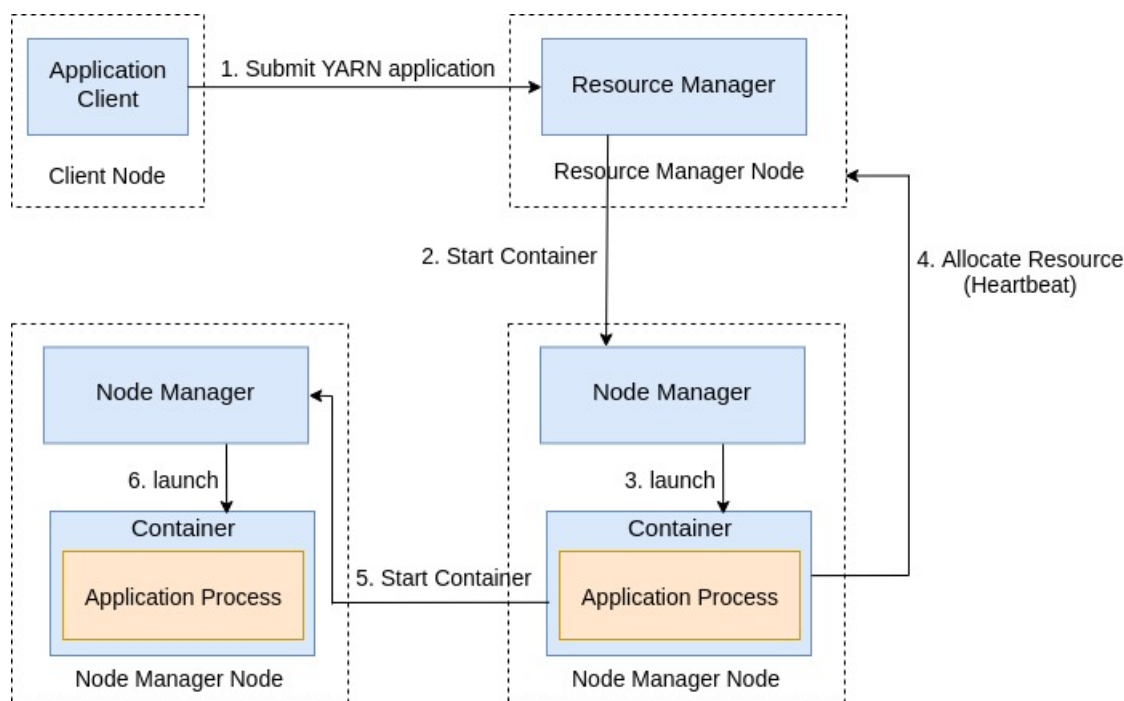 Application
Client
Client Node
1. Submit YARN application
Resource Manager
Resource Manager Node
2. Start Container
4. Allocate Resource
(Heartbeat)
Node Manager
6. launch
Container
Application Process
Node Manager Node
5. Start Container
Node Manager
3. launch
Container
Application Process
Node Manager Node